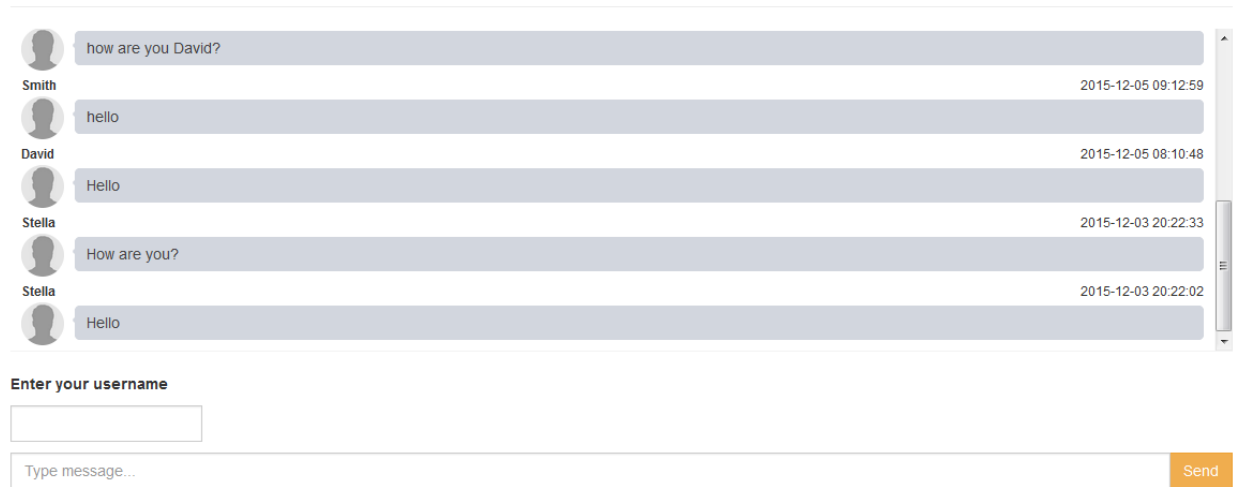 how are you David?
Smith 2015-12-05 09:12:59
hello
David 2015-12-05 08:10:48
Hello
Stella 2015-12-03 20:22:33
How are you?
Stella 2015-12-03 20:22:02
Hello
Enter your username
Type message...
Send